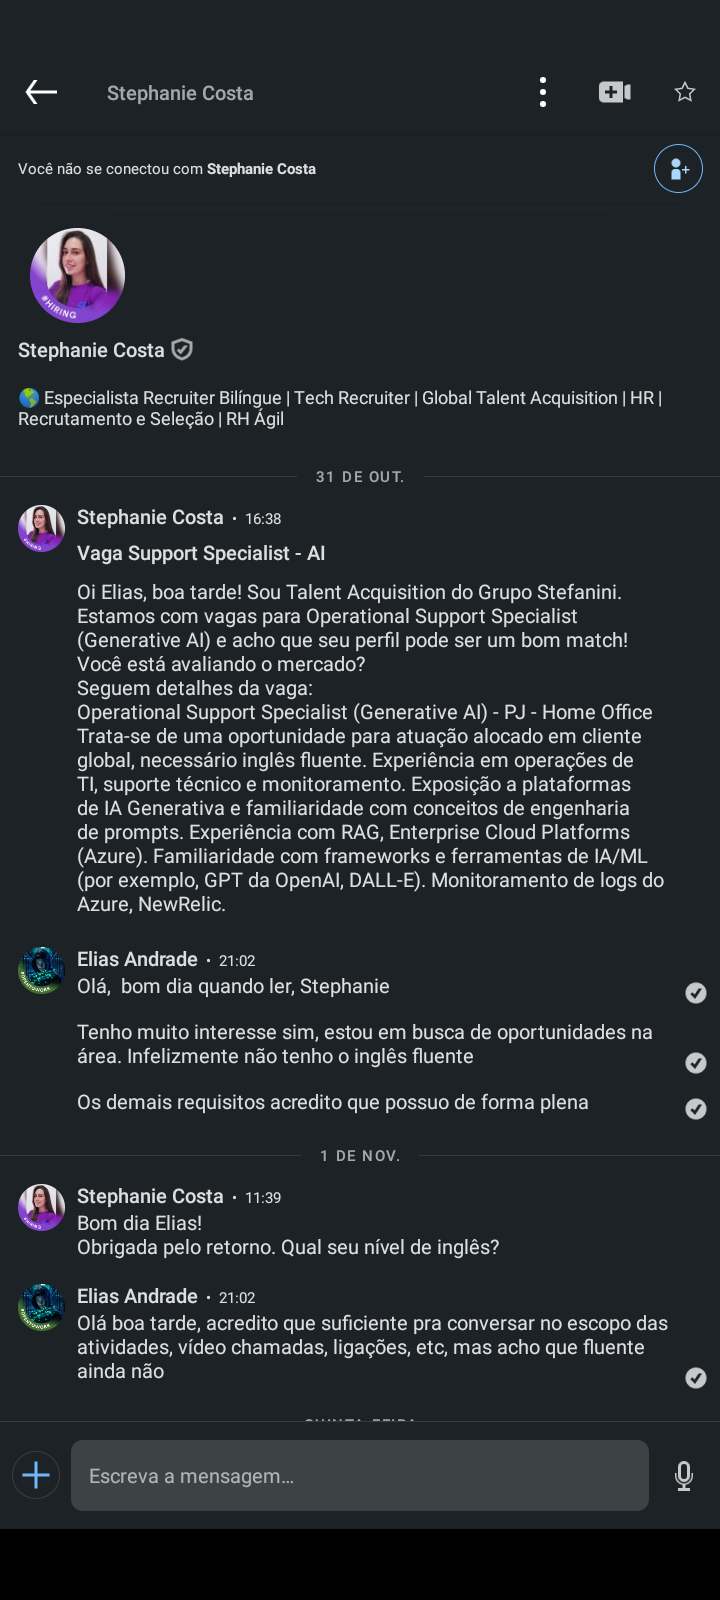 Stephanie Costa
Você não se conectou com Stephanie Costa
#HIRING
Stephanie Costa
🌎 Especialista Recruiter Bilíngue | Tech Recruiter | Global Talent Acquisition | HR |
Recrutamento e Seleção | RH Ágil
31 DE OUT.
Stephanie Costa • 16:38
Vaga Support Specialist - AI
Oi Elias, boa tarde! Sou Talent Acquisition do Grupo Stefanini.
Estamos com vagas para Operational Support Specialist
(Generative AI) e acho que seu perfil pode ser um bom match!
Você está avaliando o mercado?
Seguem detalhes da vaga:
Operational Support Specialist (Generative AI) - PJ - Home Office
Trata-se de uma oportunidade para atuação alocado em cliente
global, necessário inglês fluente. Experiência em operações de
TI, suporte técnico e monitoramento. Exposição a plataformas
de IA Generativa e familiaridade com conceitos de engenharia
de prompts. Experiência com RAG, Enterprise Cloud Platforms
(Azure). Familiaridade com frameworks e ferramentas de IA/ML
(por exemplo, GPT da OpenAI, DALL-E). Monitoramento de logs do
Azure, NewRelic.
Elias Andrade • 21:02
Olá,  bom dia quando ler, Stephanie
Tenho muito interesse sim, estou em busca de oportunidades na
área. Infelizmente não tenho o inglês fluente
Os demais requisitos acredito que possuo de forma plena
1 DE NOV.
Stephanie Costa • 11:39
Bom dia Elias!
Obrigada pelo retorno. Qual seu nível de inglês?
Elias Andrade • 21:02
Olá boa tarde, acredito que suficiente pra conversar no escopo das
atividades, vídeo chamadas, ligações, etc, mas acho que fluente
ainda não
QUINTA-FEIRA
Escreva a mensagem…